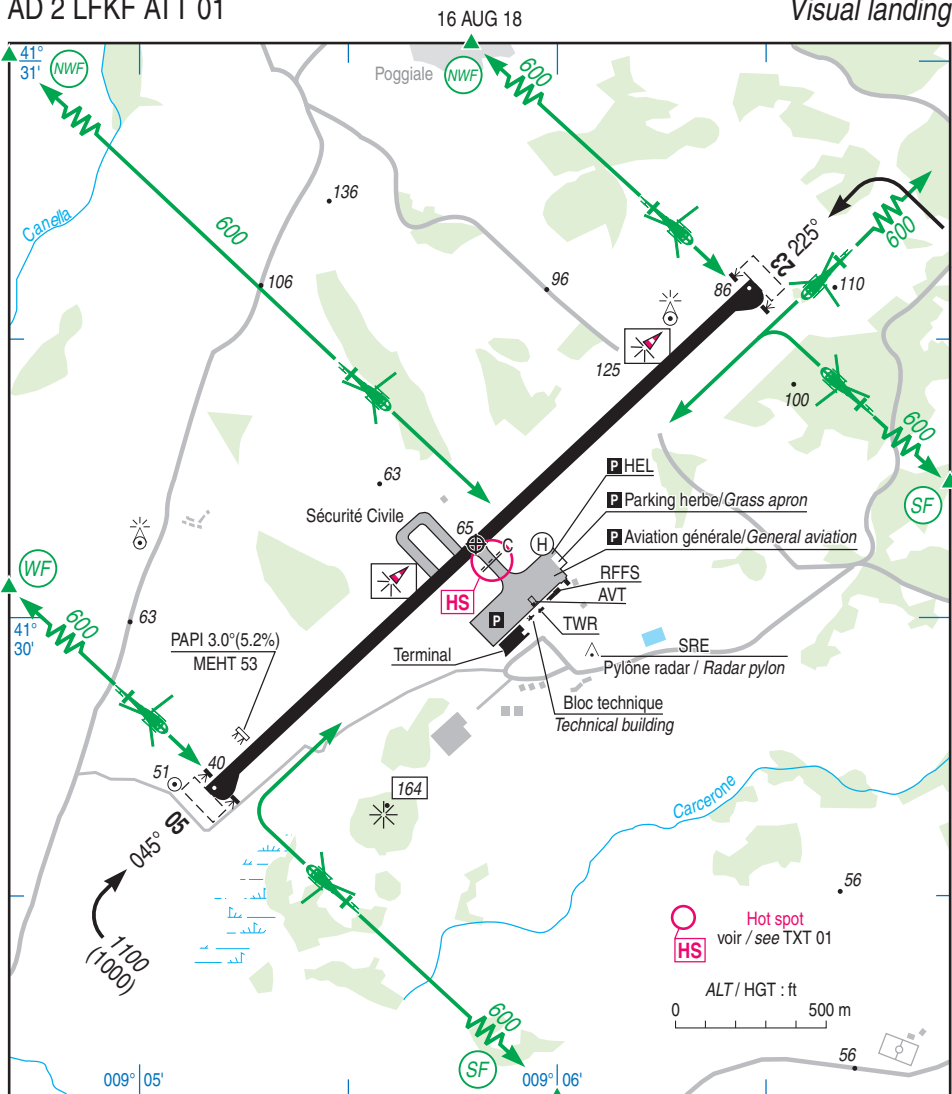 AD 2 LFKF ATT 01
16 AUG 18
Visual landing
41°
31'
NWF
Poggiale
NWF
600
600
600
Canella
136
106
96
86
23
225°
110
125
100
600
SF
63
Sécurité Civile
65
C
H
HS
P HEL
P Parking herbe/Grass apron
P Aviation générale/General aviation
RFFS
AVT
TWR
P
Terminal
SRE
Pylône radar / Radar pylon
Bloc technique
Technical building
WF
600
41°
30'
63
PAPI 3.0°(5.2%)
MEHT 53
40
51
05
045°
1100
(1000)
164
Carcerone
56
Hot spot
voir / see TXT 01
HS
ALT / HGT : ft
0
500 m
600
SF
56
009° 05'
009° 06'